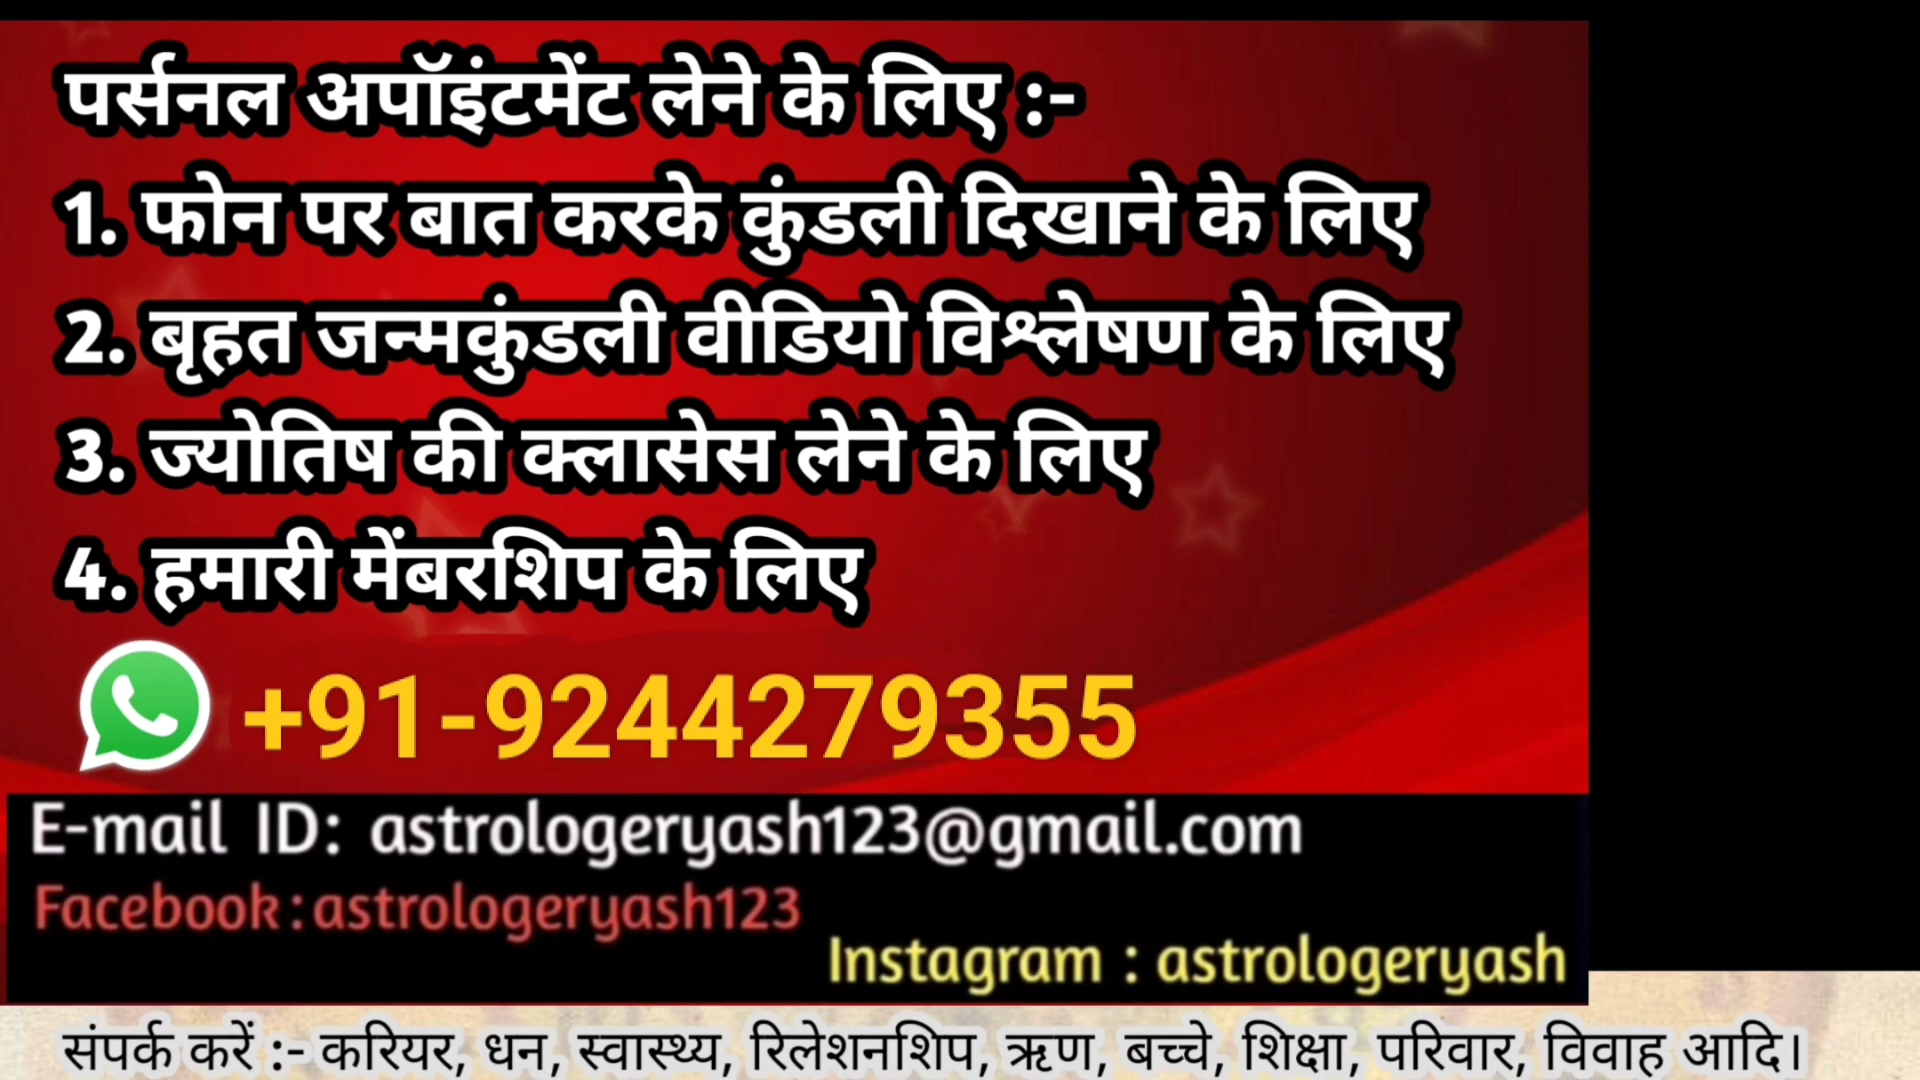 पर्सनल अपॉइंटमेंट लेने के लिए :-
1. फोन पर बात करके कुंडली दिखाने के लिए
2. बृहत जन्मकुंडली वीडियो विश्लेषण के लिए
3. ज्योतिष की क्लासेस लेने के लिए
4. हमारी मेंबरशिप के लिए
+91-9244279355
E-mail ID: astrologeryash123@gmail.com
Facebook : astrologeryash123
Instagram : astrologeryash
संपर्क करें :- करियर, धन, स्वास्थ्य, रिलेशनशिप, ऋण, बच्चे, शिक्षा, परिवार, विवाह आदि।